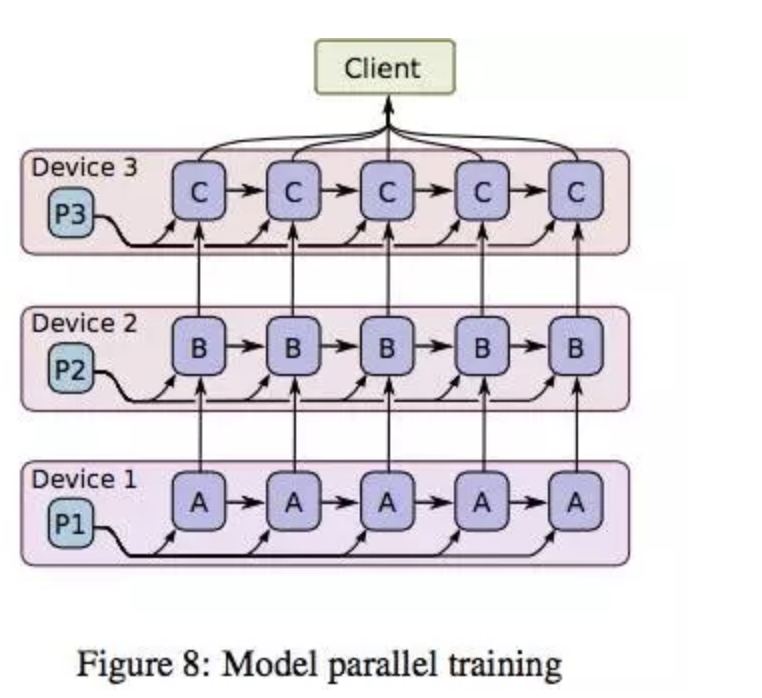 Client
Device 3
P3
C C C C C
Device 2
P2
B B B B B
Device 1
P1
A A A A A
Figure 8: Model parallel training